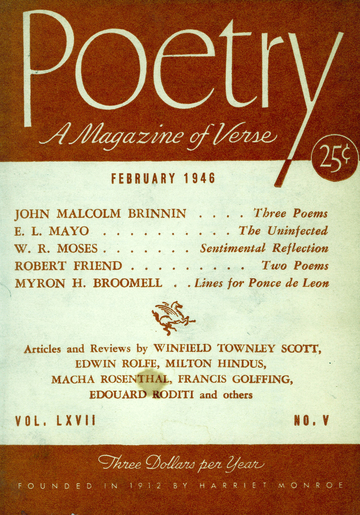 Poetry
A Magazine of Verse
25¢
FEBRUARY 1946
JOHN MALCOLM BRINNIN . . . . Three Poems
E. L. MAYO . . . . . . . . . . . The Uninfected
W. R. MOSES . . . . . . . . Sentimental Reflection
ROBERT FRIEND . . . . . . . . . . Two Poems
MYRON H. BROOMELL . . Lines for Ponce de Leon
Articles and Reviews by WINFIELD TOWNLEY SCOTT,
EDWIN ROLFE, MILTON HINDUS,
MACHA ROSENTHAL, FRANCIS GOLFFING,
EDOUARD RODITI and others
VOL. LXVII NO. V
Three Dollars per Year
FOUNDED IN 1912 BY HARRIET MONROE